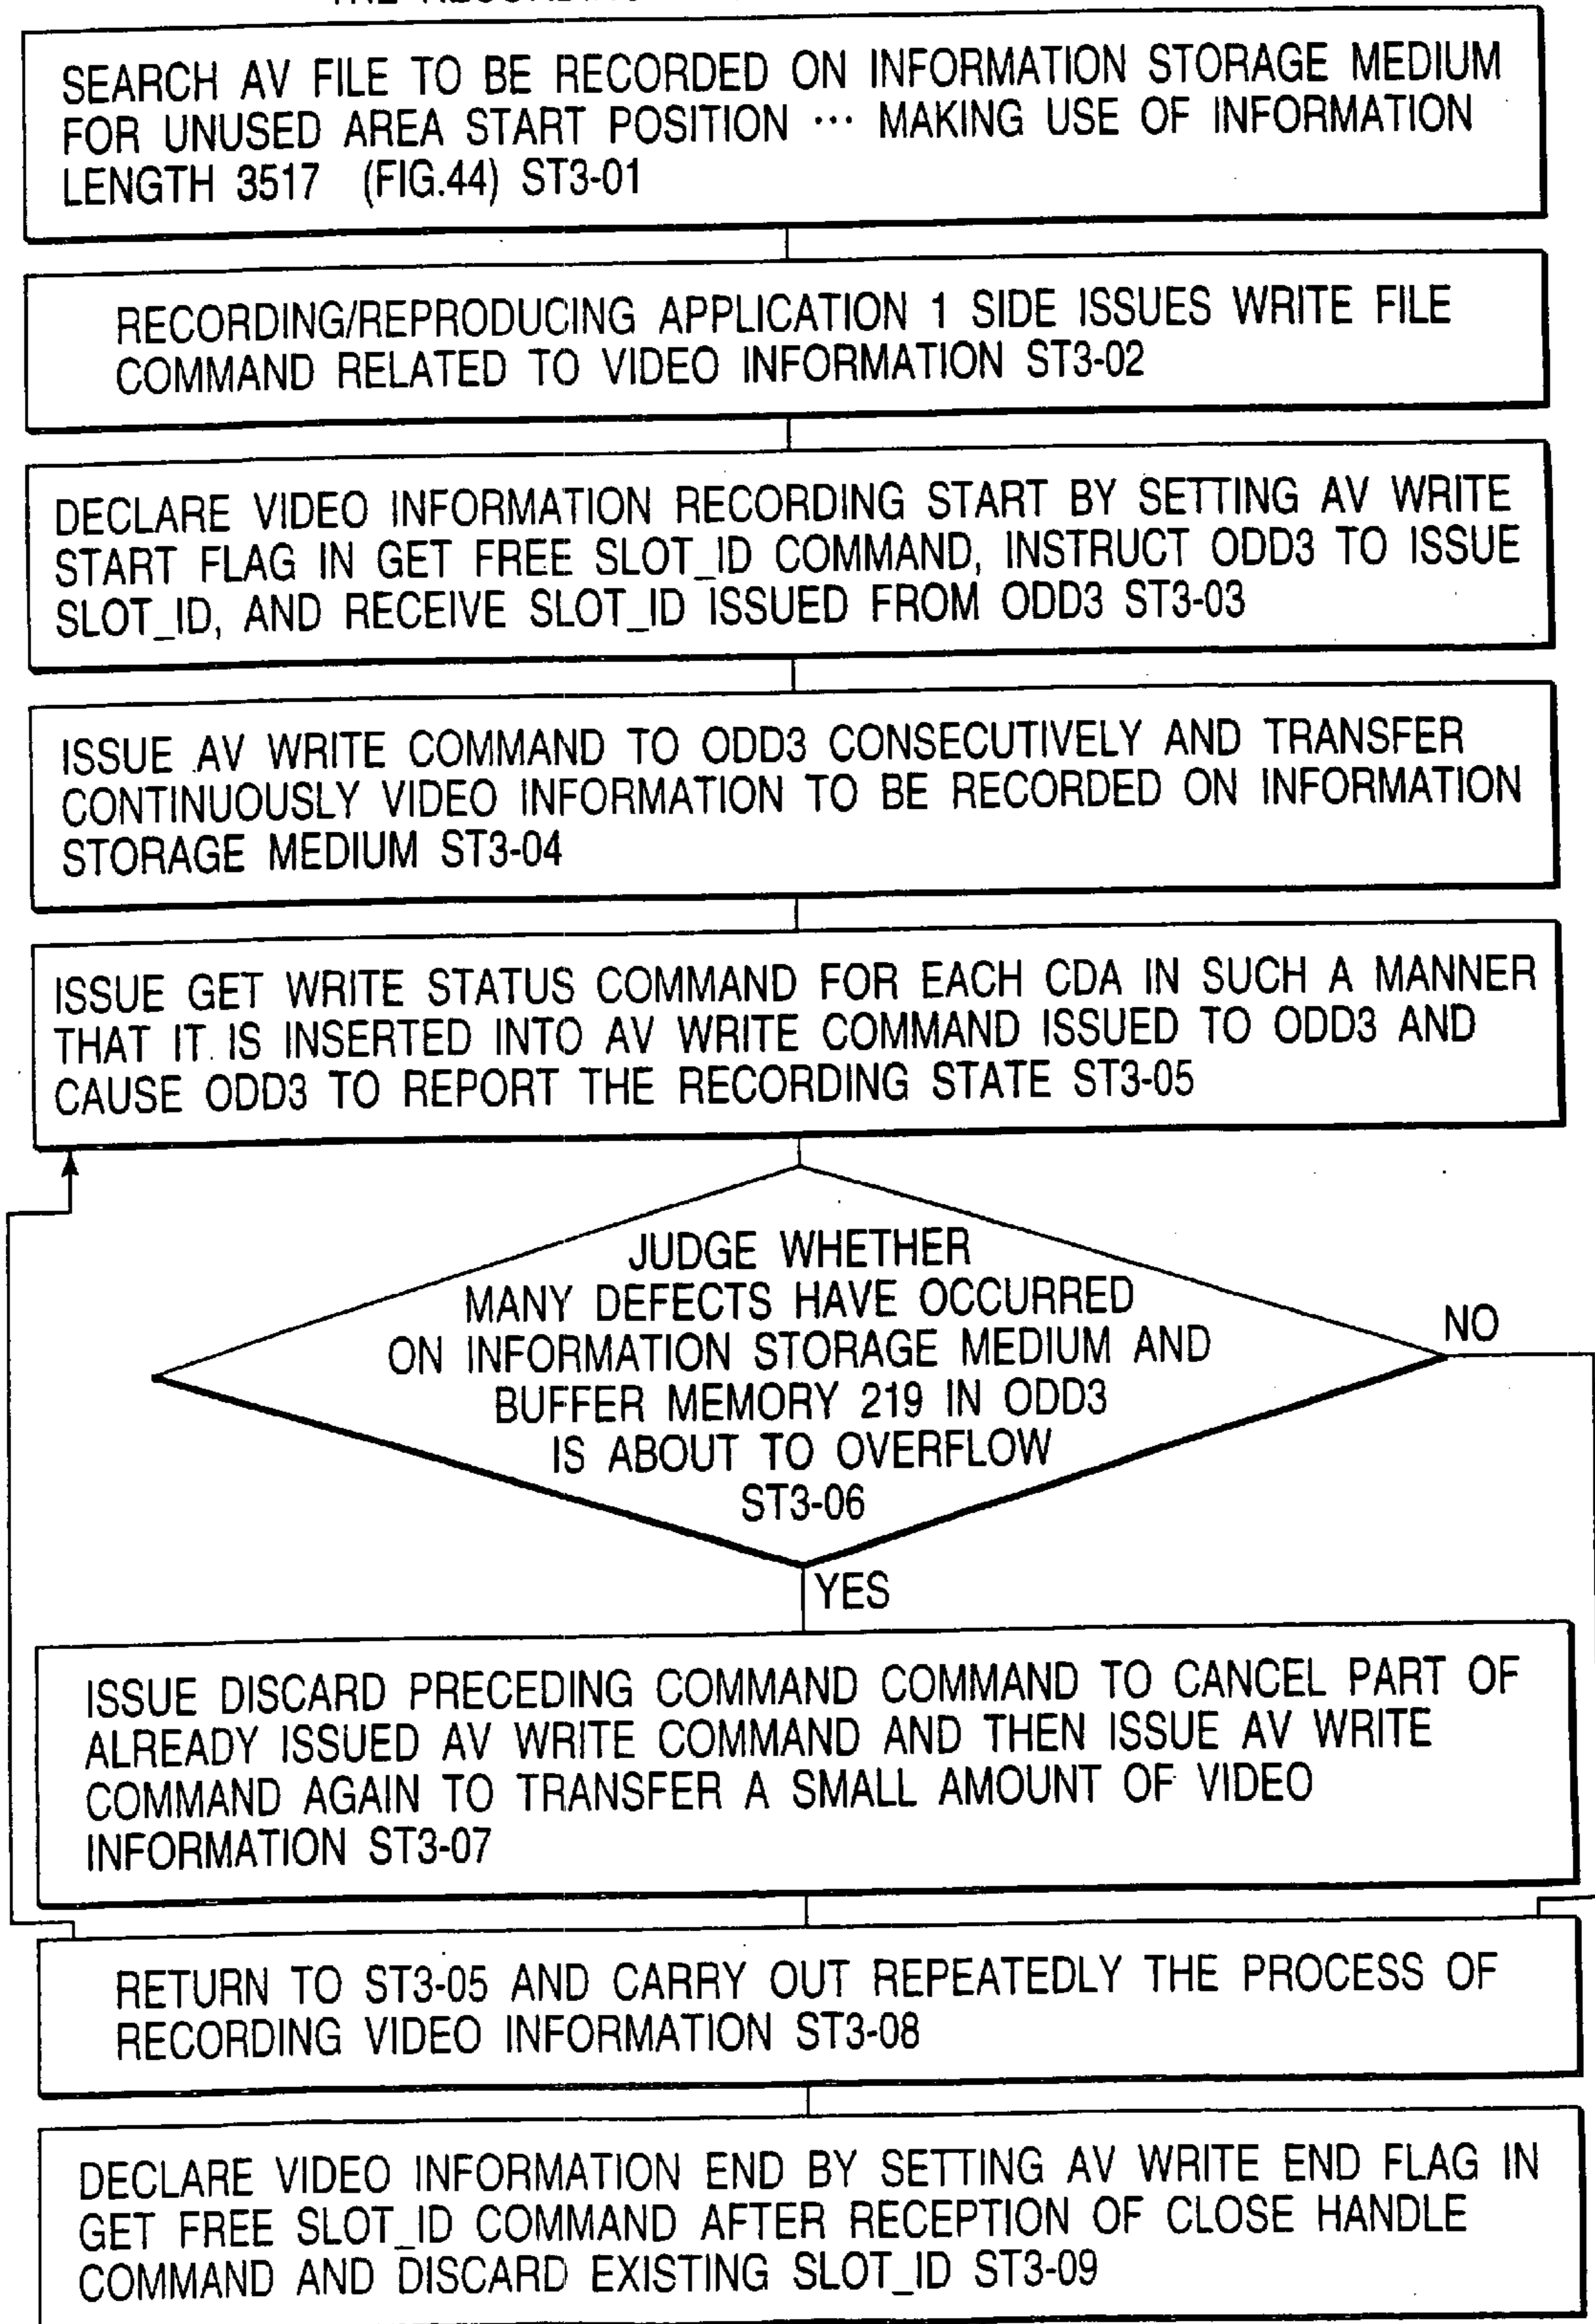 SEARCH AV FILE TO BE RECORDED ON INFORMATION STORAGE MEDIUM
FOR UNUSED AREA START POSITION ··· MAKING USE OF INFORMATION
LENGTH 3517 (FIG.44) ST3-01
RECORDING/REPRODUCING APPLICATION 1 SIDE ISSUES WRITE FILE
COMMAND RELATED TO VIDEO INFORMATION ST3-02
DECLARE VIDEO INFORMATION RECORDING START BY SETTING AV WRITE
START FLAG IN GET FREE SLOT_ID COMMAND, INSTRUCT ODD3 TO ISSUE
SLOT_ID, AND RECEIVE SLOT_ID ISSUED FROM ODD3 ST3-03
ISSUE AV WRITE COMMAND TO ODD3 CONSECUTIVELY AND TRANSFER
CONTINUOUSLY VIDEO INFORMATION TO BE RECORDED ON INFORMATION
STORAGE MEDIUM ST3-04
ISSUE GET WRITE STATUS COMMAND FOR EACH CDA IN SUCH A MANNER
THAT IT IS INSERTED INTO AV WRITE COMMAND ISSUED TO ODD3 AND
CAUSE ODD3 TO REPORT THE RECORDING STATE ST3-05
JUDGE WHETHER
MANY DEFECTS HAVE OCCURRED
ON INFORMATION STORAGE MEDIUM AND
BUFFER MEMORY 219 IN ODD3
IS ABOUT TO OVERFLOW
ST3-06
NO
YES
ISSUE DISCARD PRECEDING COMMAND COMMAND TO CANCEL PART OF
ALREADY ISSUED AV WRITE COMMAND AND THEN ISSUE AV WRITE
COMMAND AGAIN TO TRANSFER A SMALL AMOUNT OF VIDEO
INFORMATION ST3-07
RETURN TO ST3-05 AND CARRY OUT REPEATEDLY THE PROCESS OF
RECORDING VIDEO INFORMATION ST3-08
DECLARE VIDEO INFORMATION END BY SETTING AV WRITE END FLAG IN
GET FREE SLOT_ID COMMAND AFTER RECEPTION OF CLOSE HANDLE
COMMAND AND DISCARD EXISTING SLOT_ID ST3-09